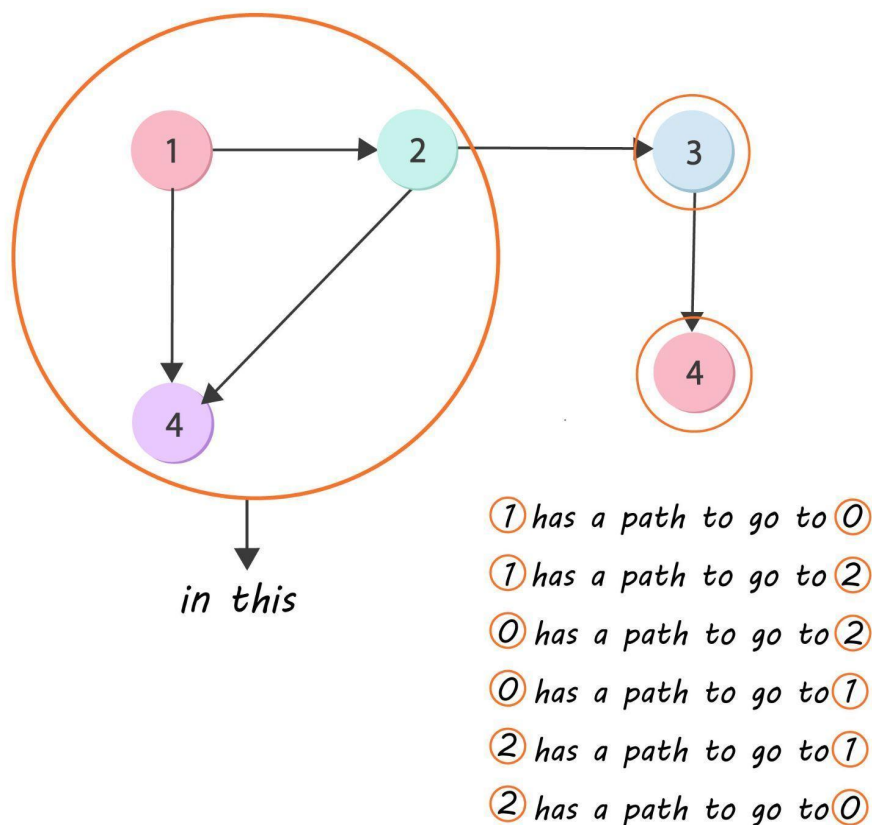 1
2
3
4
4
in this
1 has a path to go to 0
1 has a path to go to 2
0 has a path to go to 2
0 has a path to go to 1
2 has a path to go to 1
2 has a path to go to 0